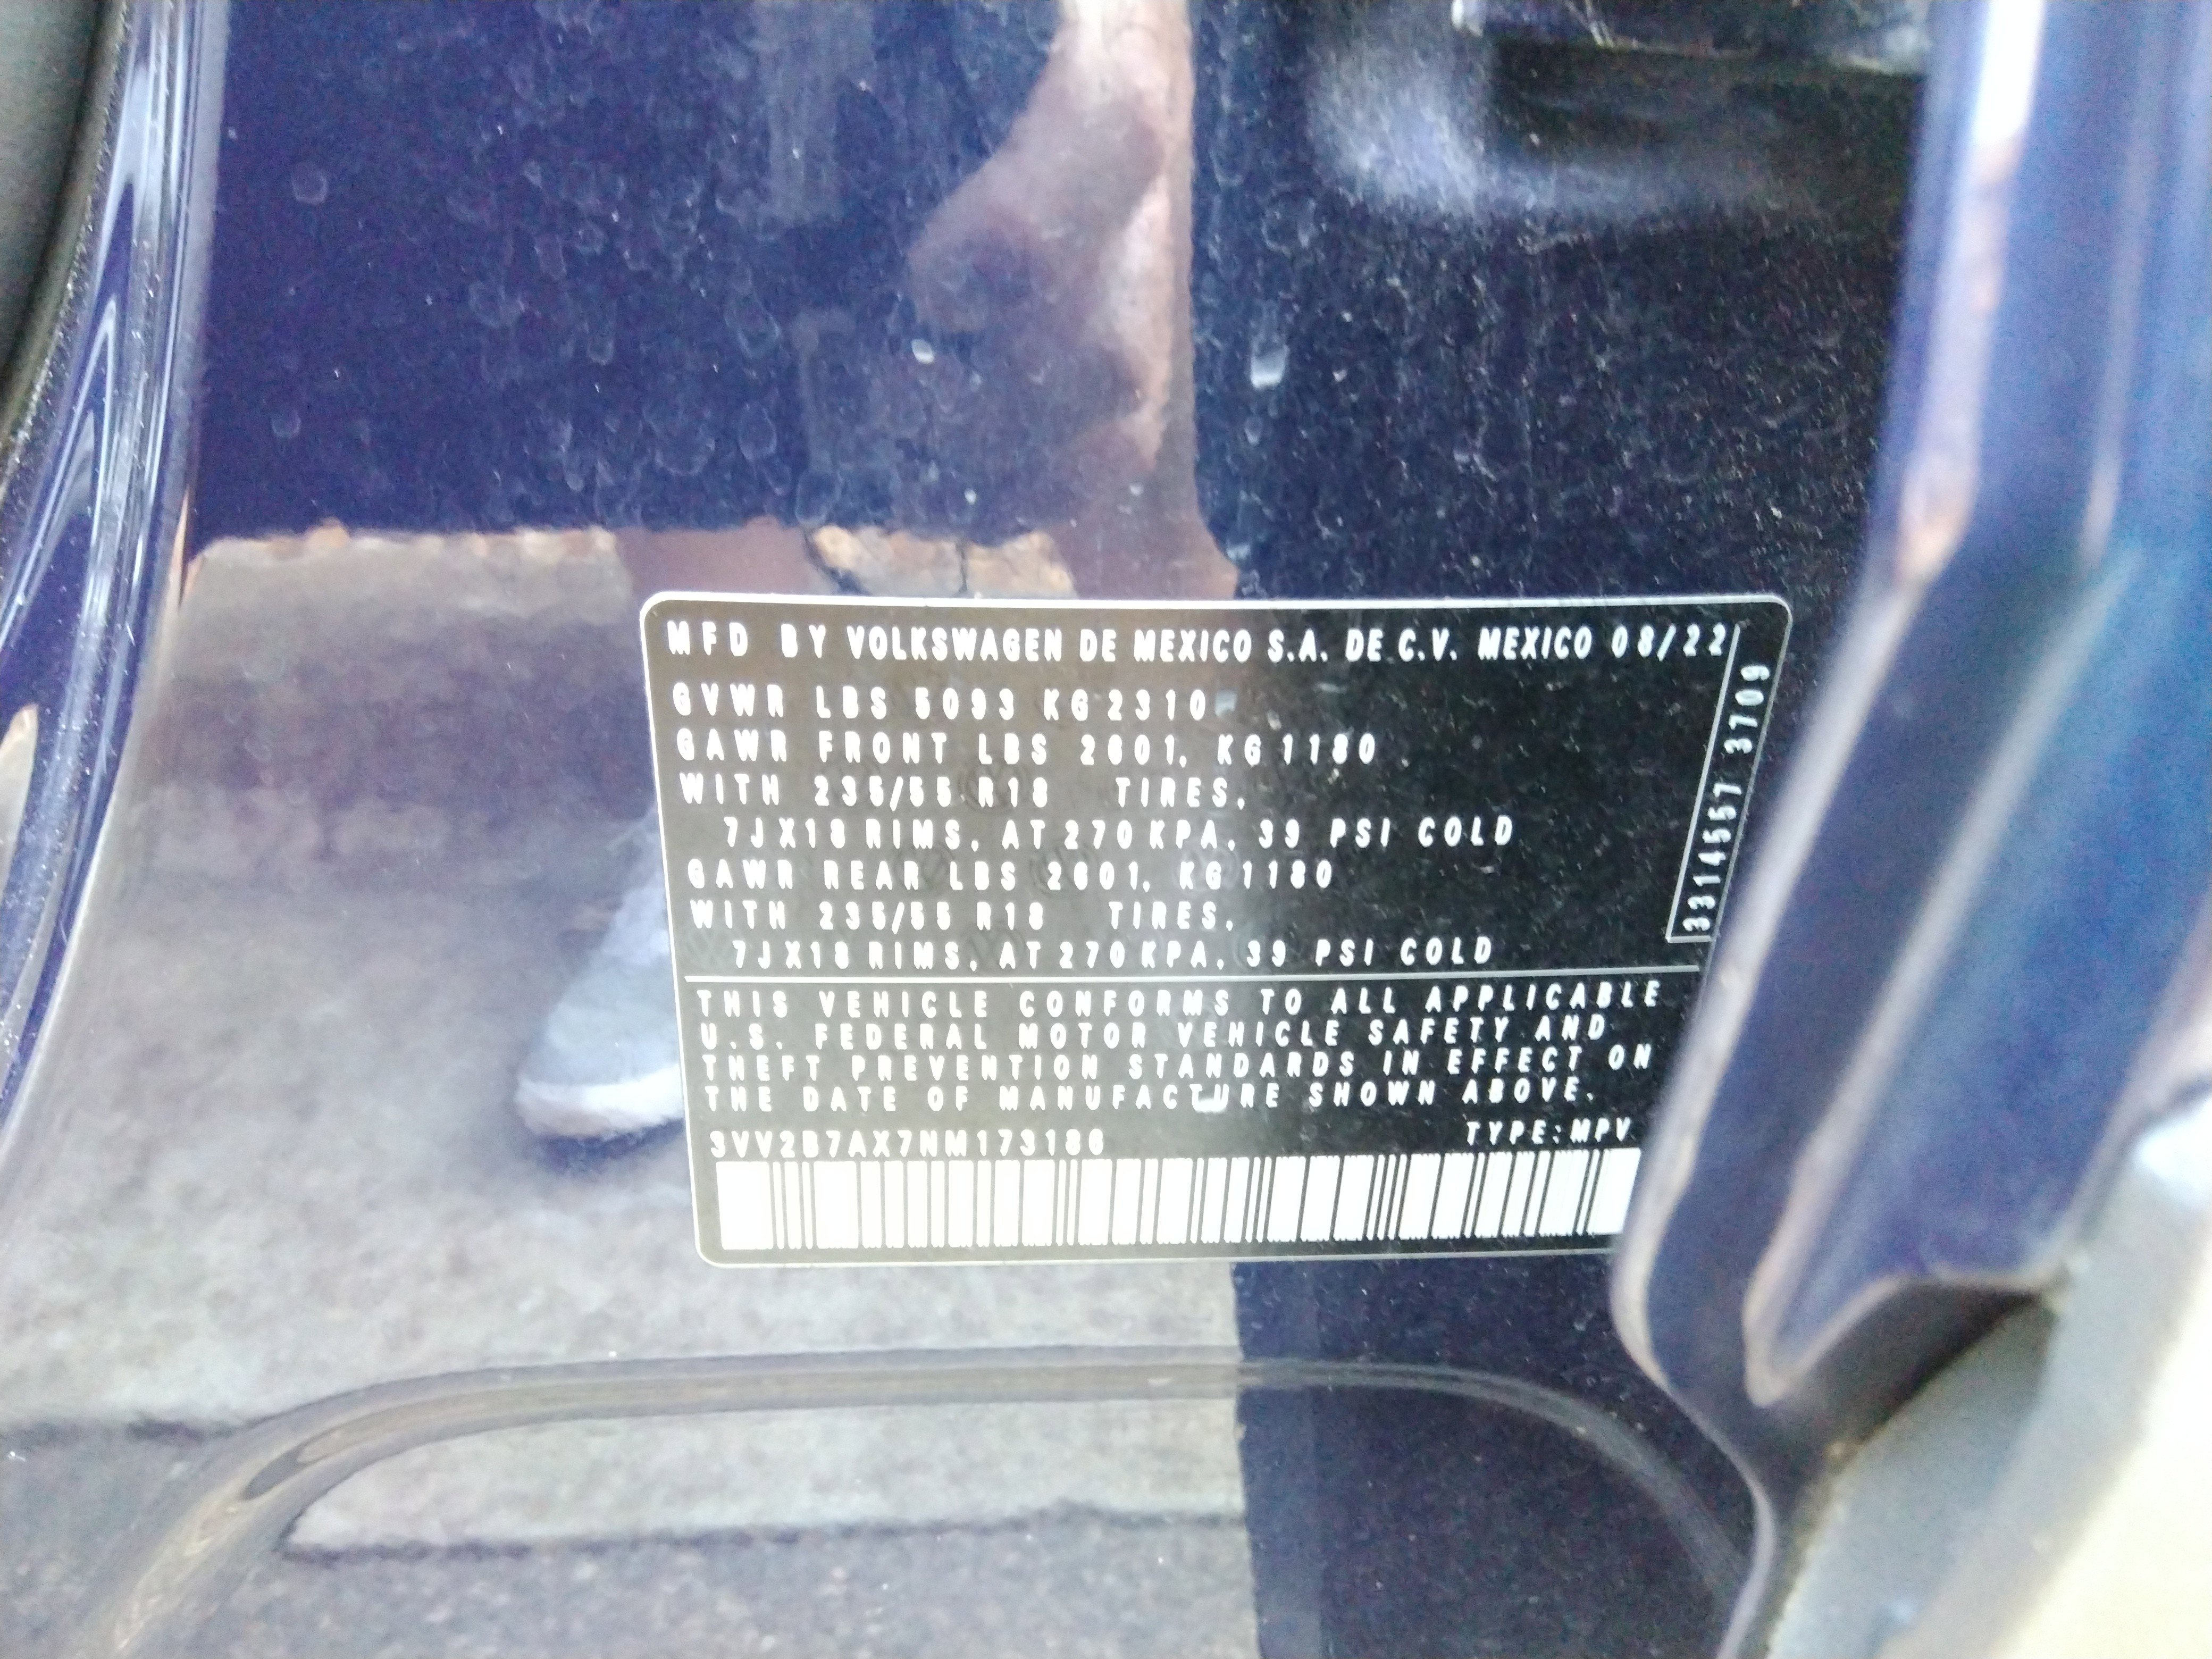 MFD BY VOLKSWAGEN DE MEXICO S.A. DE C.V. MEXICO 08/22
GVWR LBS 5093 KG 2310
GAWR FRONT LBS 2601, KG 1180
WITH 235/55 R18 TIRES,
7JX18 RIMS, AT 270 KPA, 39 PSI COLD
GAWR REAR LBS 2601, KG 1180
WITH 235/55 R18 TIRES,
7JX18 RIMS, AT 270 KPA, 39 PSI COLD
3314557 3709
THIS VEHICLE CONFORMS TO ALL APPLICABLE
U.S. FEDERAL MOTOR VEHICLE SAFETY AND
THEFT PREVENTION STANDARDS IN EFFECT ON
THE DATE OF MANUFACTURE SHOWN ABOVE.
3VV2B7AX7NM173186 TYPE:MPV